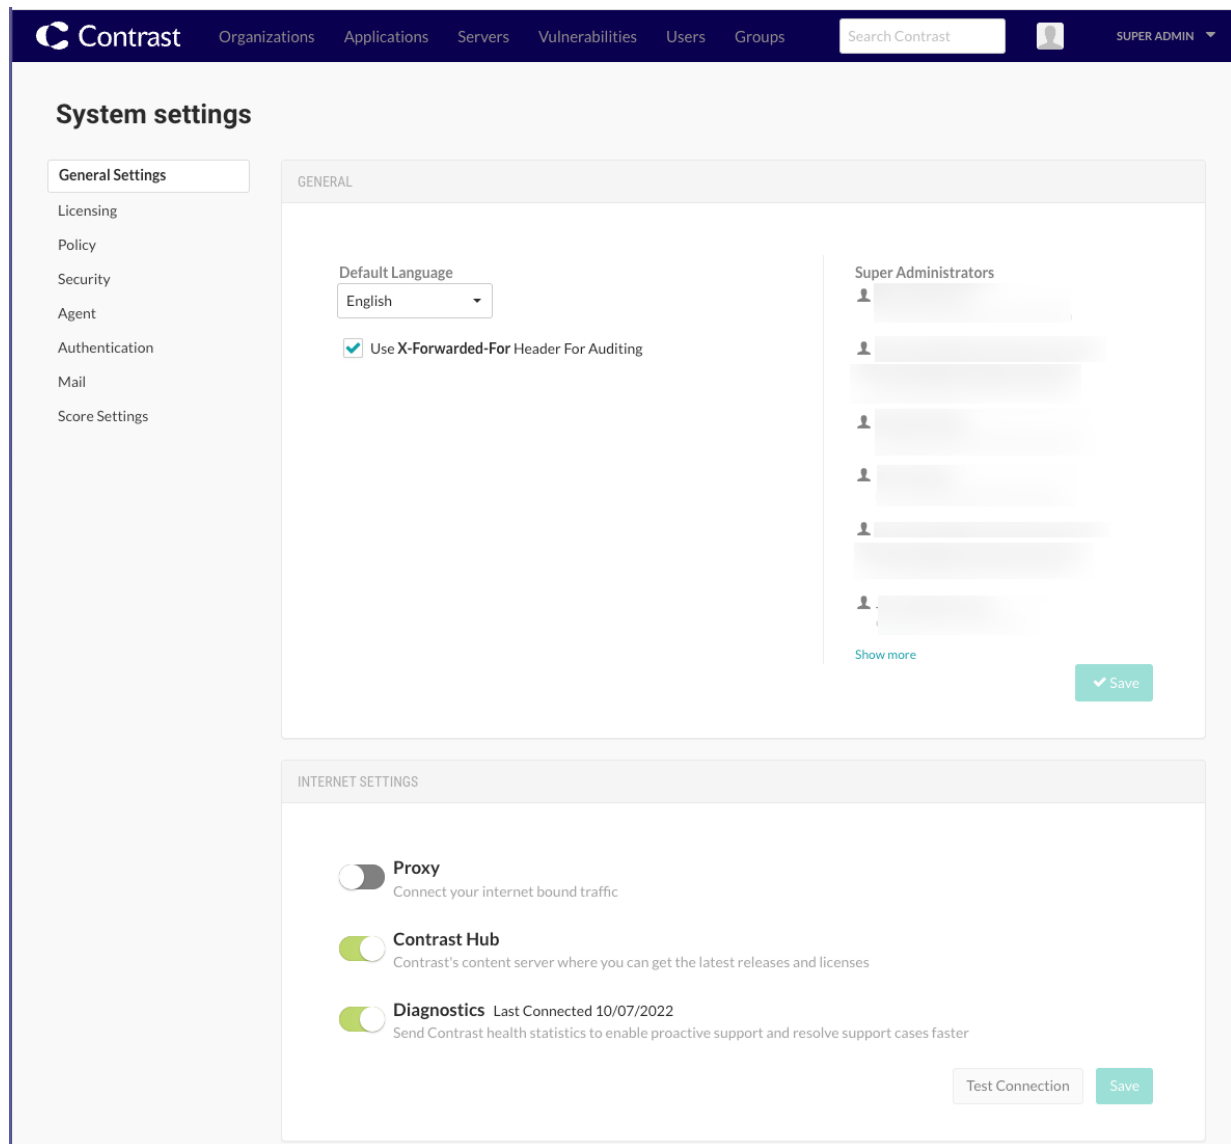 Contrast
Organizations Applications Servers Vulnerabilities Users Groups Search Contrast SUPER ADMIN
System settings
General Settings
Licensing
Policy
Security
Agent
Authentication
Mail
Score Settings
GENERAL
Default Language
English
Use X-Forwarded-For Header For Auditing
Super Administrators
Show more
Save
INTERNET SETTINGS
Proxy
Connect your internet bound traffic
Contrast Hub
Contrast's content server where you can get the latest releases and licenses
Diagnostics Last Connected 10/07/2022
Send Contrast health statistics to enable proactive support and resolve support cases faster
Test Connection Save